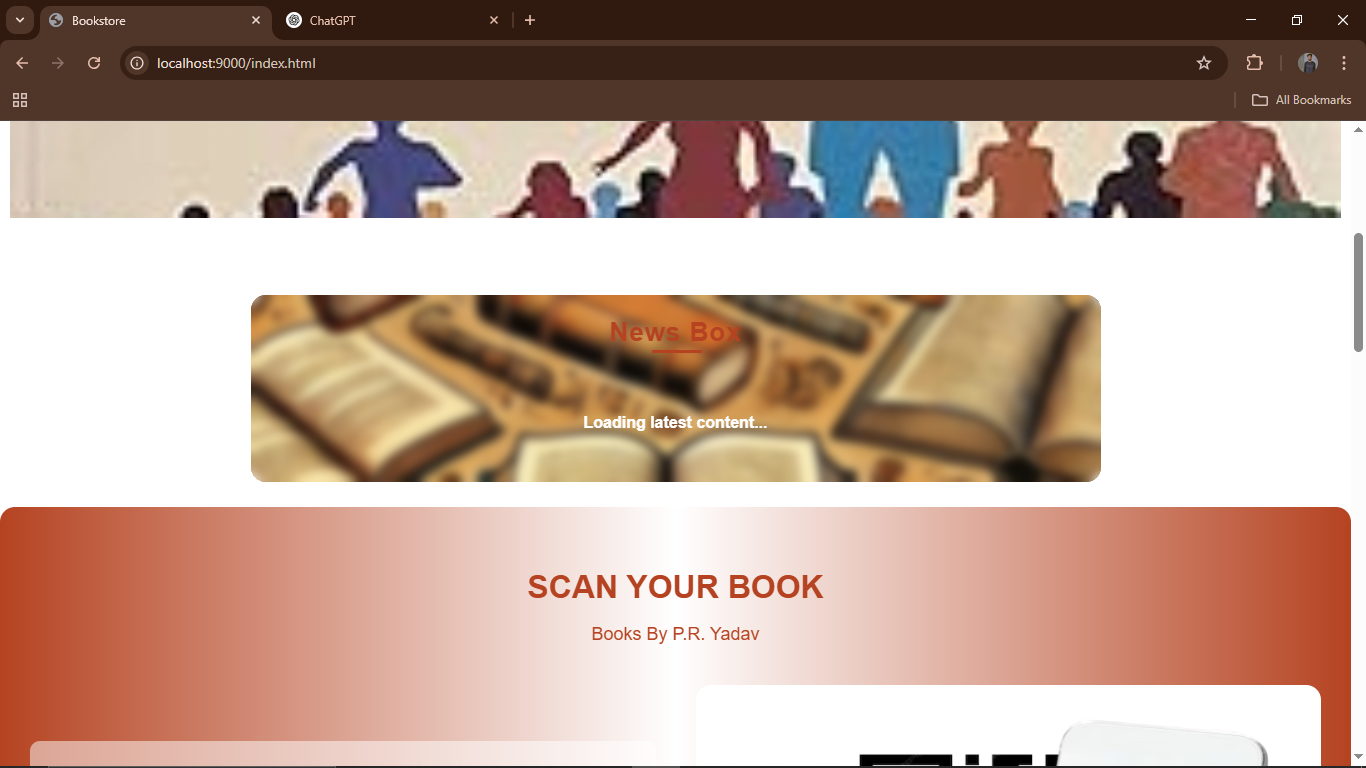 Bookstore
ChatGPT
localhost:9000/index.html
All Bookmarks
News Box
Loading latest content...
SCAN YOUR BOOK
Books By P.R. Yadav